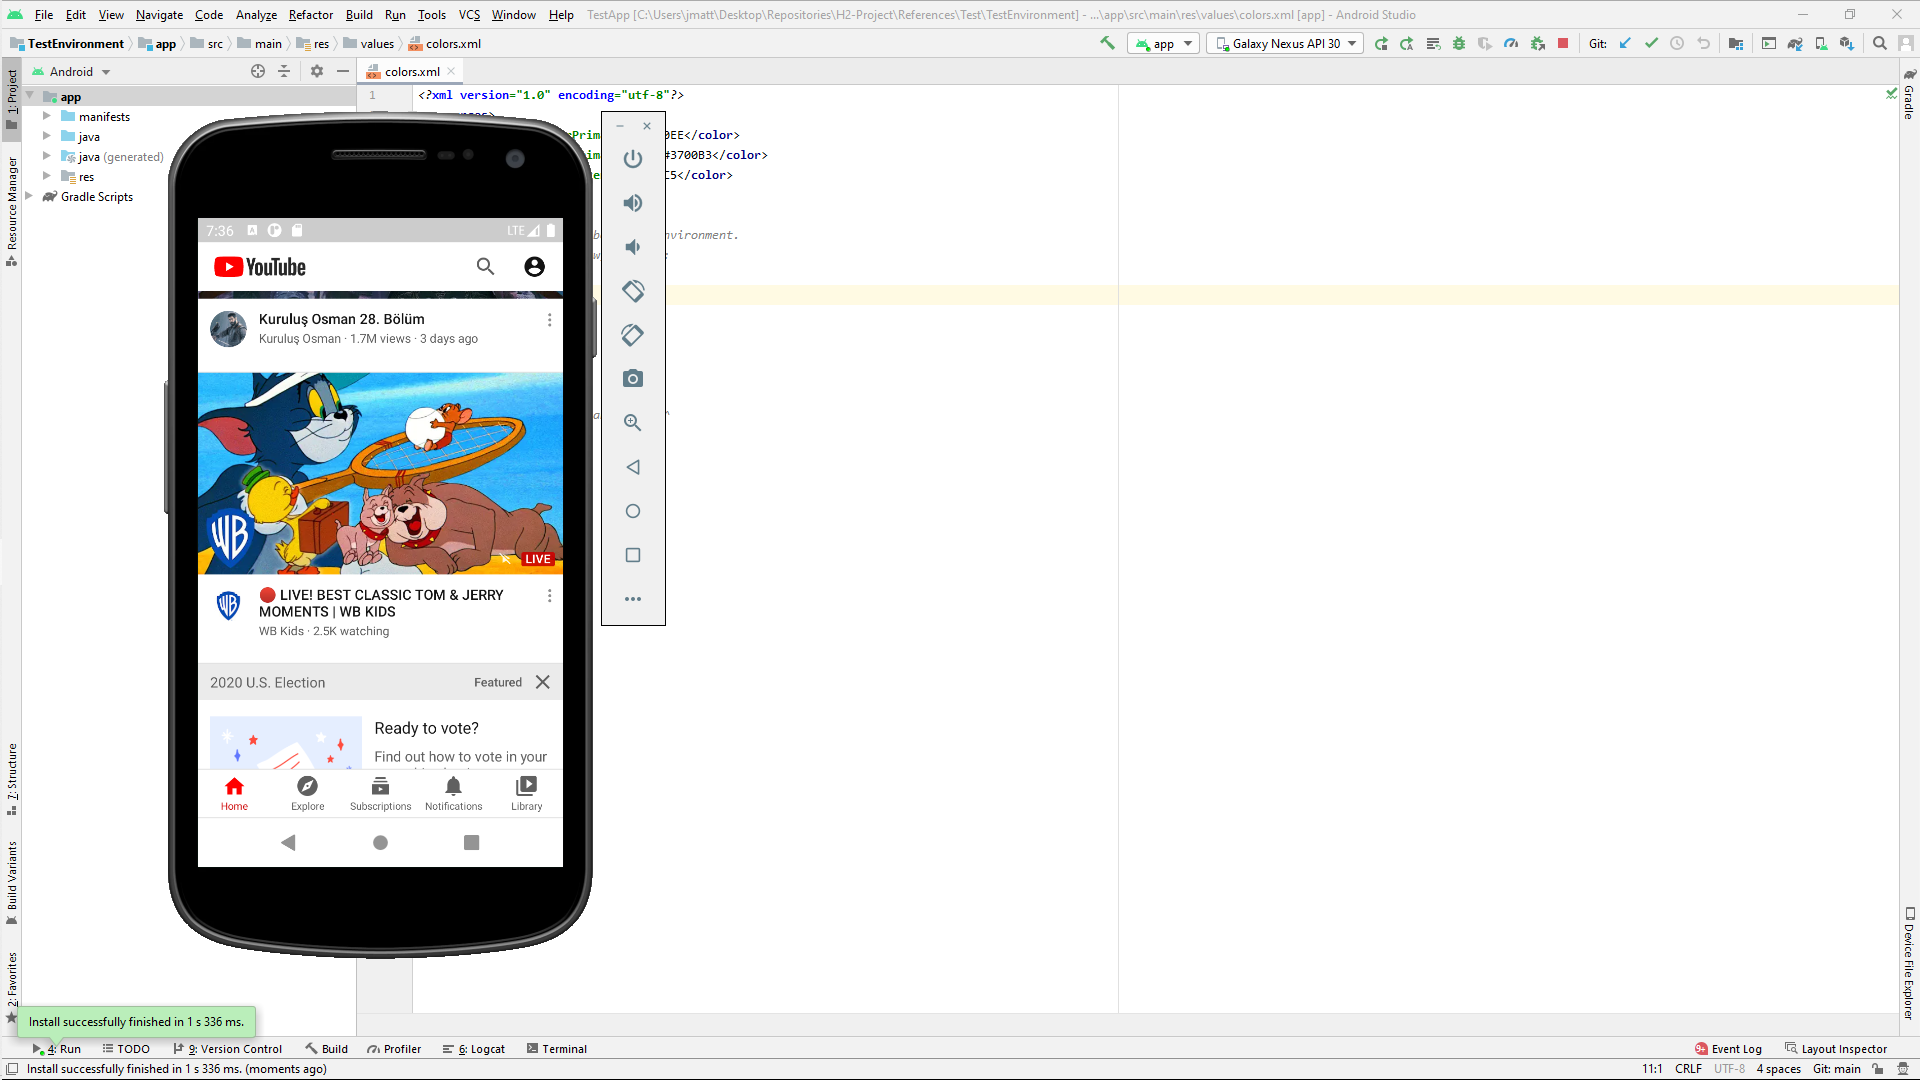 File Edit View Navigate Code Analyze Refactor Build Run Tools VCS Window Help TestApp [C:\Users\jmatt\Desktop\Repositories\H2-Project\References\Test\TestEnvironment] - ...\app\src\main\res\values\colors.xml [app] - Android Studio
TestEnvironment app src main res values colors.xml app Galaxy Nexus API 30 Git:
Android colors.xml
1: Project
Resource Manager
7: Structure
Build Variants
2: Favorites
app
manifests
java
java (generated)
res
Gradle Scripts
1 <?xml version="1.0" encoding="utf-8"?>
0EE</color>
#3700B3</color>
C5</color>
nvironment.
7:36 LTE
YouTube
Kuruluş Osman 28. Bölüm
Kuruluş Osman · 1.7M views · 3 days ago
WB
LIVE
WB
LIVE! BEST CLASSIC TOM & JERRY
MOMENTS | WB KIDS
WB Kids · 2.5K watching
2020 U.S. Election Featured
Ready to vote?
Find out how to vote in your
Home Explore Subscriptions Notifications Library
Gradle
Device File Explorer
Install successfully finished in 1 s 336 ms.
4: Run TODO 9: Version Control Build Profiler 6: Logcat Terminal 9+ Event Log Layout Inspector
Install successfully finished in 1 s 336 ms. (moments ago) 11:1 CRLF UTF-8 4 spaces Git: main